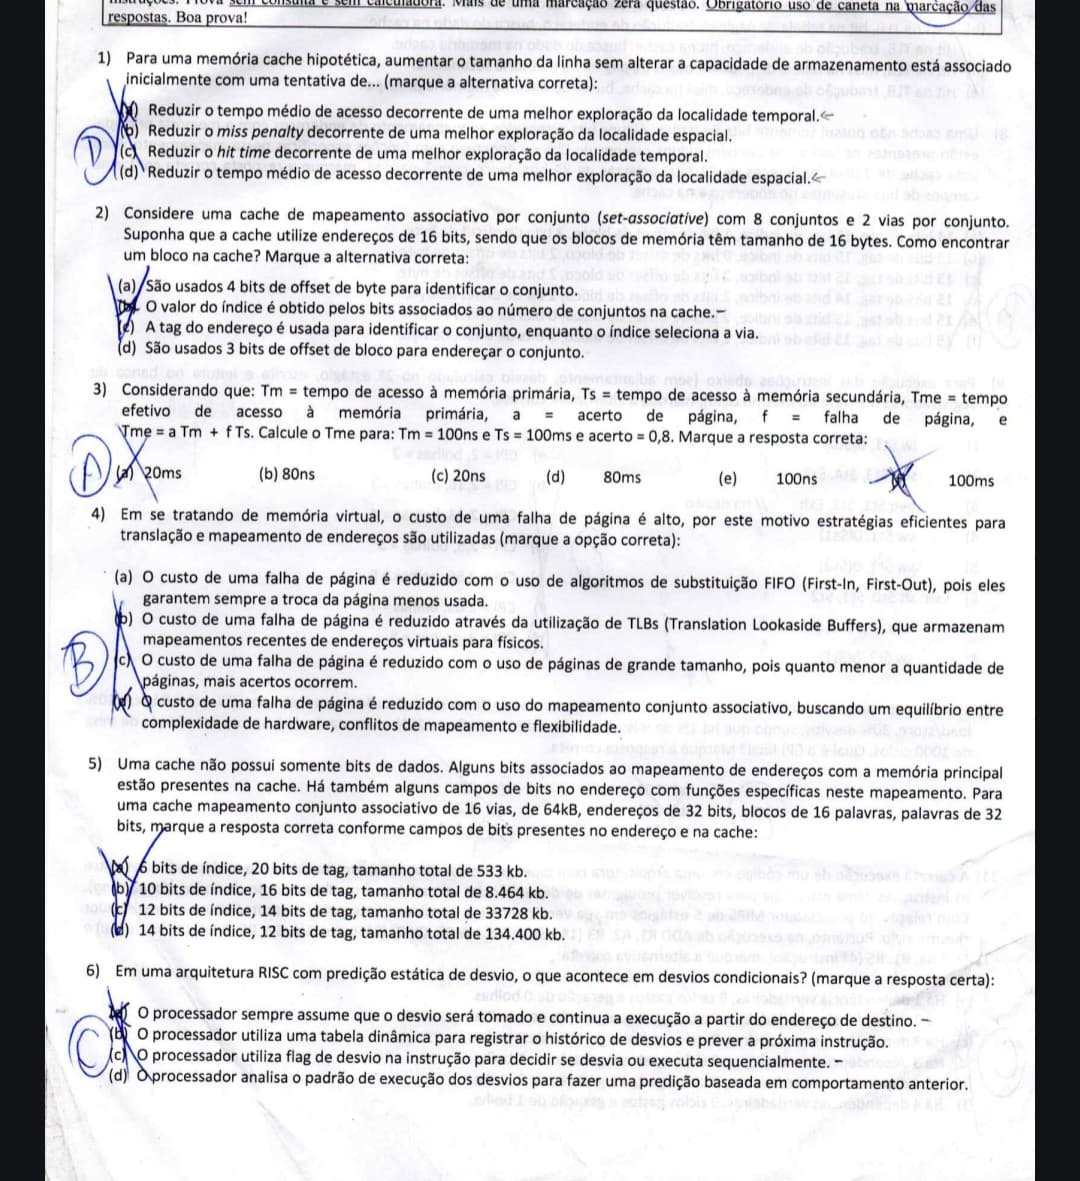 Instruções: Prova sem consulta e sem calculadora. Mais de uma marcação zera questão. Obrigatório uso de caneta na marcação das
respostas. Boa prova!
1) Para uma memória cache hipotética, aumentar o tamanho da linha sem alterar a capacidade de armazenamento está associado
inicialmente com uma tentativa de... (marque a alternativa correta):
(a) Reduzir o tempo médio de acesso decorrente de uma melhor exploração da localidade temporal.
(b) Reduzir o miss penalty decorrente de uma melhor exploração da localidade espacial.
(c) Reduzir o hit time decorrente de uma melhor exploração da localidade temporal.
(d) Reduzir o tempo médio de acesso decorrente de uma melhor exploração da localidade espacial.
D
2) Considere uma cache de mapeamento associativo por conjunto (set-associative) com 8 conjuntos e 2 vias por conjunto.
Suponha que a cache utilize endereços de 16 bits, sendo que os blocos de memória têm tamanho de 16 bytes. Como encontrar
um bloco na cache? Marque a alternativa correta:
(a) São usados 4 bits de offset de byte para identificar o conjunto.
(b) O valor do índice é obtido pelos bits associados ao número de conjuntos na cache.
(c) A tag do endereço é usada para identificar o conjunto, enquanto o índice seleciona a via.
(d) São usados 3 bits de offset de bloco para endereçar o conjunto.
3) Considerando que: Tm = tempo de acesso à memória primária, Ts = tempo de acesso à memória secundária, Tme = tempo
efetivo de acesso à memória primária, a = acerto de página, f = falha de página, e
Tme = a Tm + f Ts. Calcule o Tme para: Tm = 100ns e Ts = 100ms e acerto = 0,8. Marque a resposta correta:
A (a) 20ms (b) 80ns (c) 20ns (d) 80ms (e) 100ns 100ms
4) Em se tratando de memória virtual, o custo de uma falha de página é alto, por este motivo estratégias eficientes para
translação e mapeamento de endereços são utilizadas (marque a opção correta):
(a) O custo de uma falha de página é reduzido com o uso de algoritmos de substituição FIFO (First-In, First-Out), pois eles
garantem sempre a troca da página menos usada.
(b) O custo de uma falha de página é reduzido através da utilização de TLBs (Translation Lookaside Buffers), que armazenam
mapeamentos recentes de endereços virtuais para físicos.
B
(c) O custo de uma falha de página é reduzido com o uso de páginas de grande tamanho, pois quanto menor a quantidade de
páginas, mais acertos ocorrem.
(d) O custo de uma falha de página é reduzido com o uso do mapeamento conjunto associativo, buscando um equilíbrio entre
complexidade de hardware, conflitos de mapeamento e flexibilidade.
5) Uma cache não possui somente bits de dados. Alguns bits associados ao mapeamento de endereços com a memória principal
estão presentes na cache. Há também alguns campos de bits no endereço com funções específicas neste mapeamento. Para
uma cache mapeamento conjunto associativo de 16 vias, de 64kB, endereços de 32 bits, blocos de 16 palavras, palavras de 32
bits, marque a resposta correta conforme campos de bits presentes no endereço e na cache:
(a) 6 bits de índice, 20 bits de tag, tamanho total de 533 kb.
(b) 10 bits de índice, 16 bits de tag, tamanho total de 8.464 kb.
(c) 12 bits de índice, 14 bits de tag, tamanho total de 33728 kb.
(d) 14 bits de índice, 12 bits de tag, tamanho total de 134.400 kb.
6) Em uma arquitetura RISC com predição estática de desvio, o que acontece em desvios condicionais? (marque a resposta certa):
(a) O processador sempre assume que o desvio será tomado e continua a execução a partir do endereço de destino.
(b) O processador utiliza uma tabela dinâmica para registrar o histórico de desvios e prever a próxima instrução.
C
(c) O processador utiliza flag de desvio na instrução para decidir se desvia ou executa sequencialmente.
(d) O processador analisa o padrão de execução dos desvios para fazer uma predição baseada em comportamento anterior.